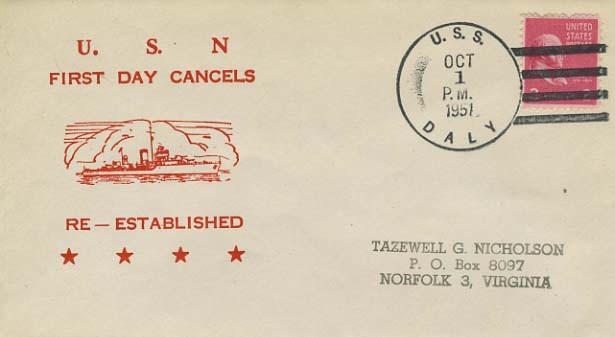 U. S. N
FIRST DAY CANCELS
RE — ESTABLISHED
U. S. S.
OCT
1
P.M.
1951
DALY
UNITED
STATES
TAZEWELL G. NICHOLSON
P. O. Box 8097
NORFOLK 3, VIRGINIA